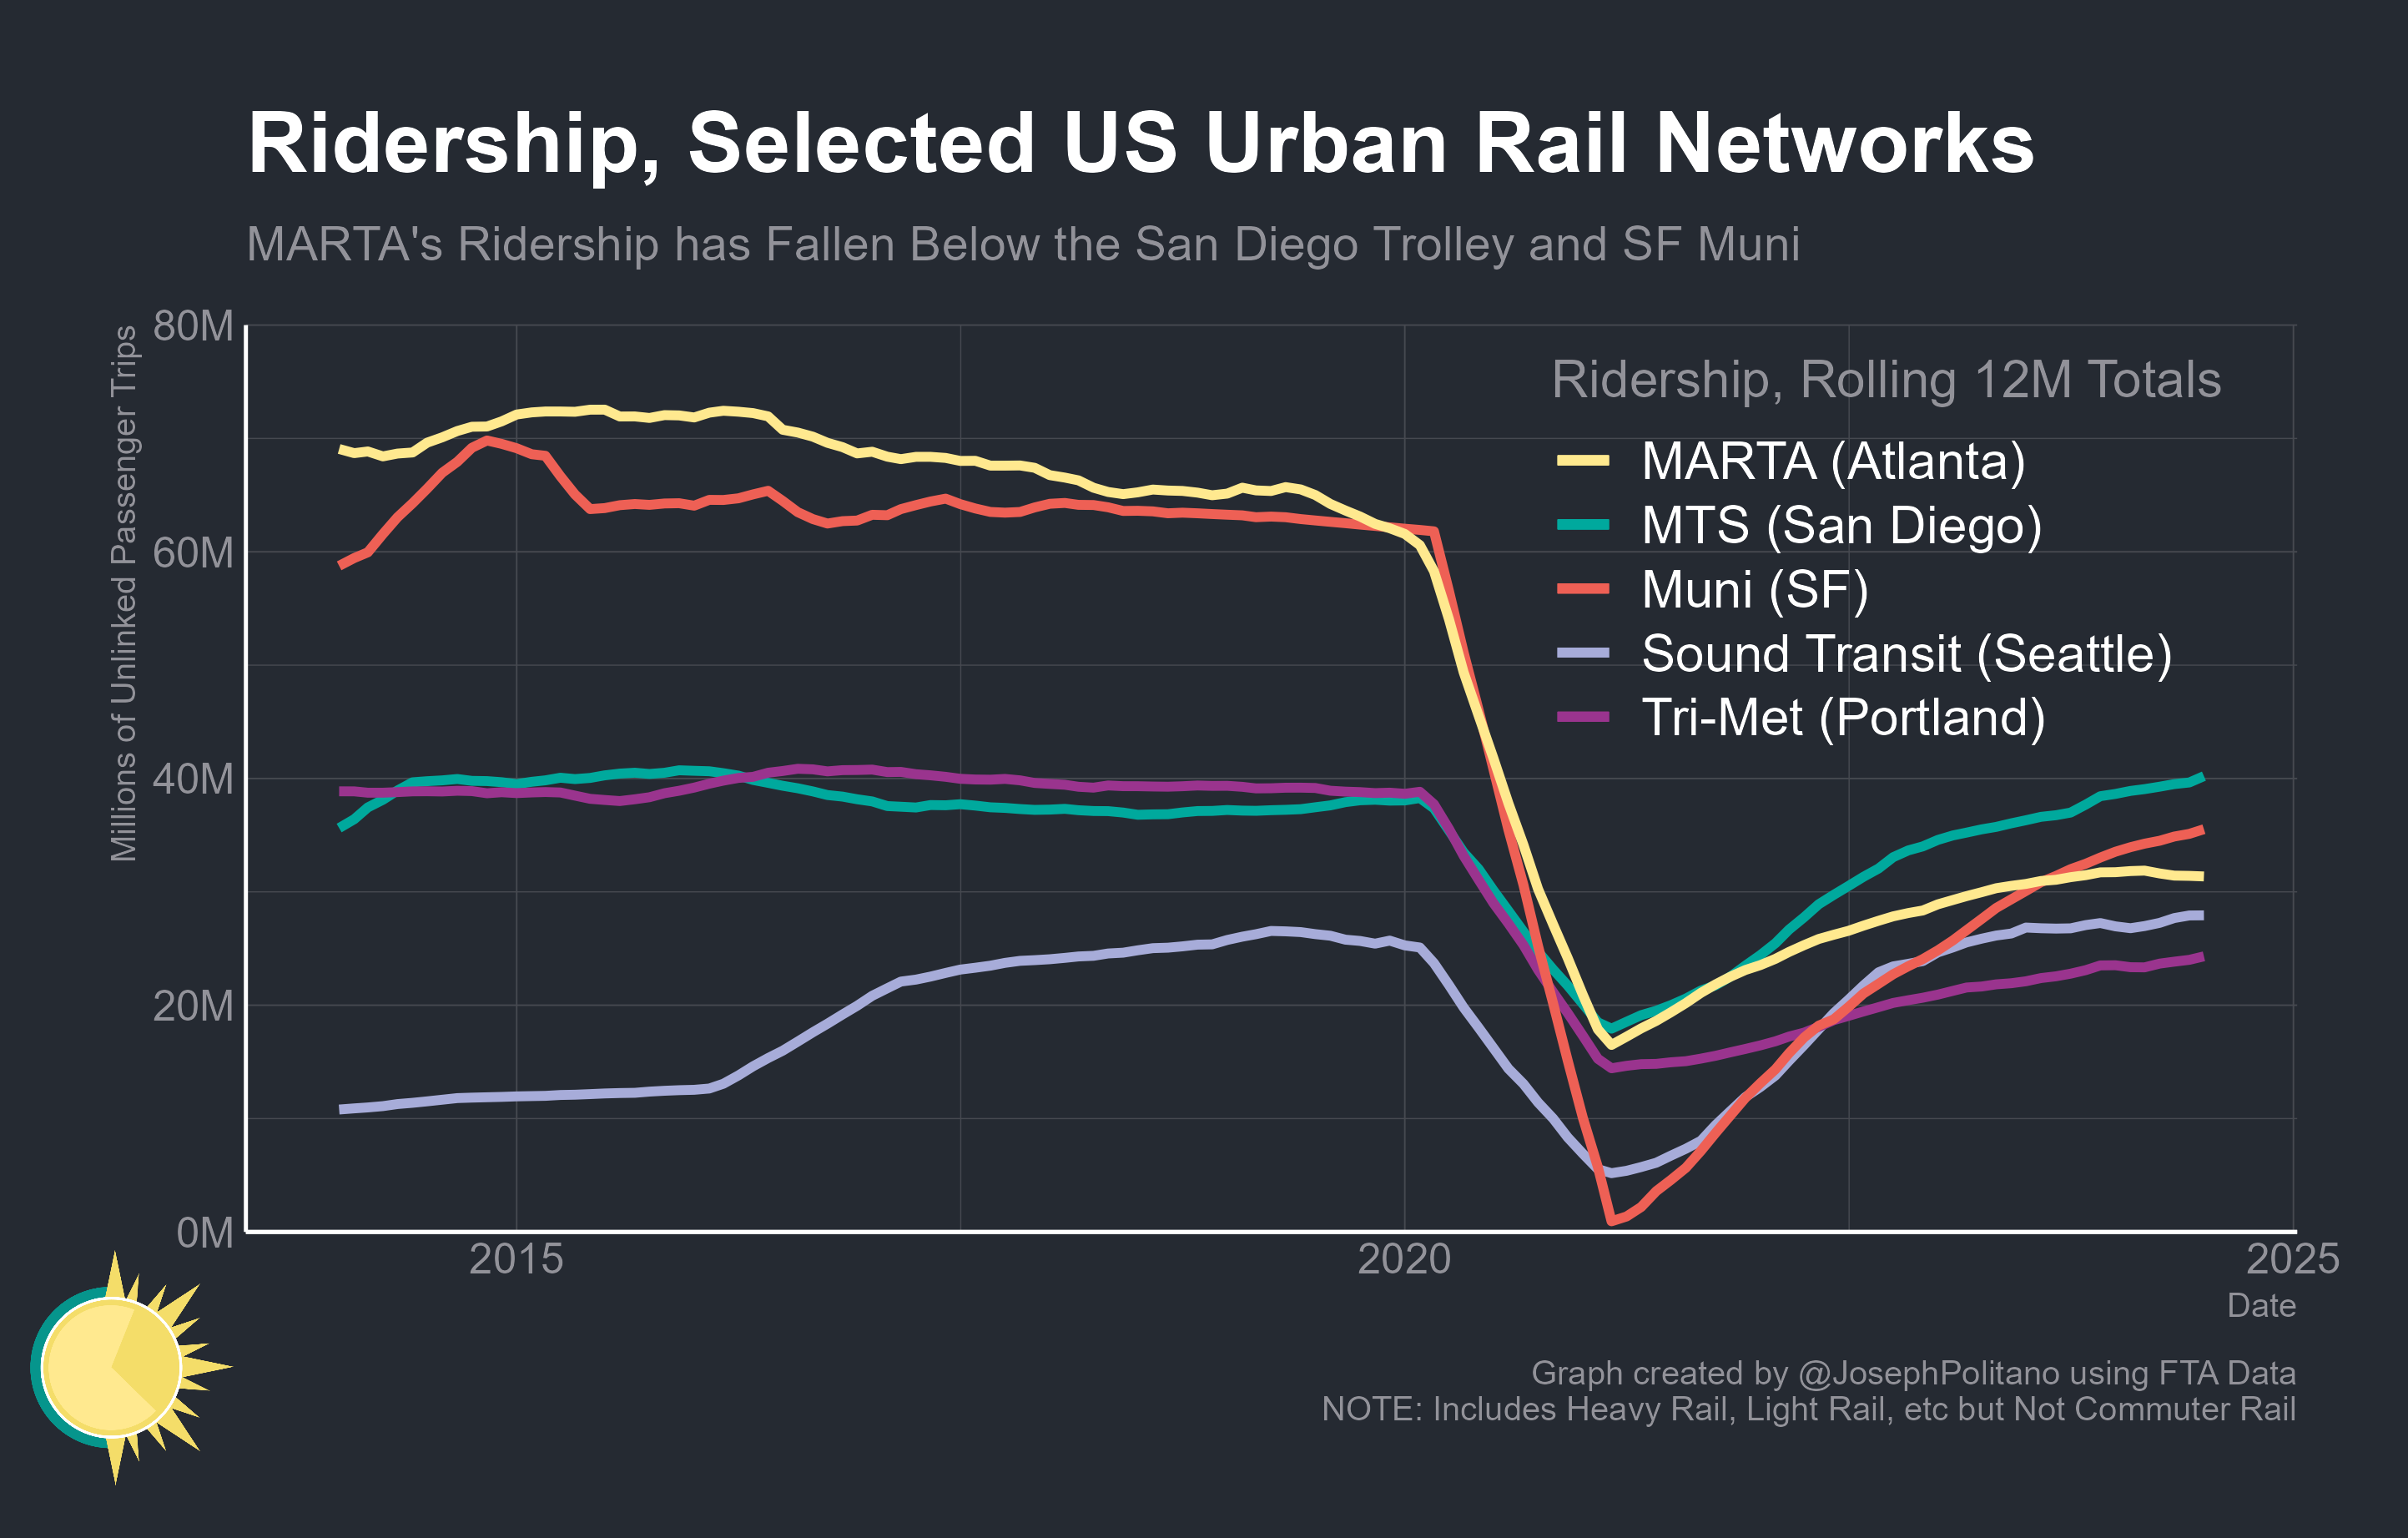 Ridership, Selected US Urban Rail Networks
MARTA's Ridership has Fallen Below the San Diego Trolley and SF Muni
Millions of Unlinked Passenger Trips
80M
60M
40M
20M
0M
Ridership, Rolling 12M Totals
MARTA (Atlanta)
MTS (San Diego)
Muni (SF)
Sound Transit (Seattle)
Tri-Met (Portland)
2015
2020
2025
Date
Graph created by @JosephPolitano using FTA Data
NOTE: Includes Heavy Rail, Light Rail, etc but Not Commuter Rail